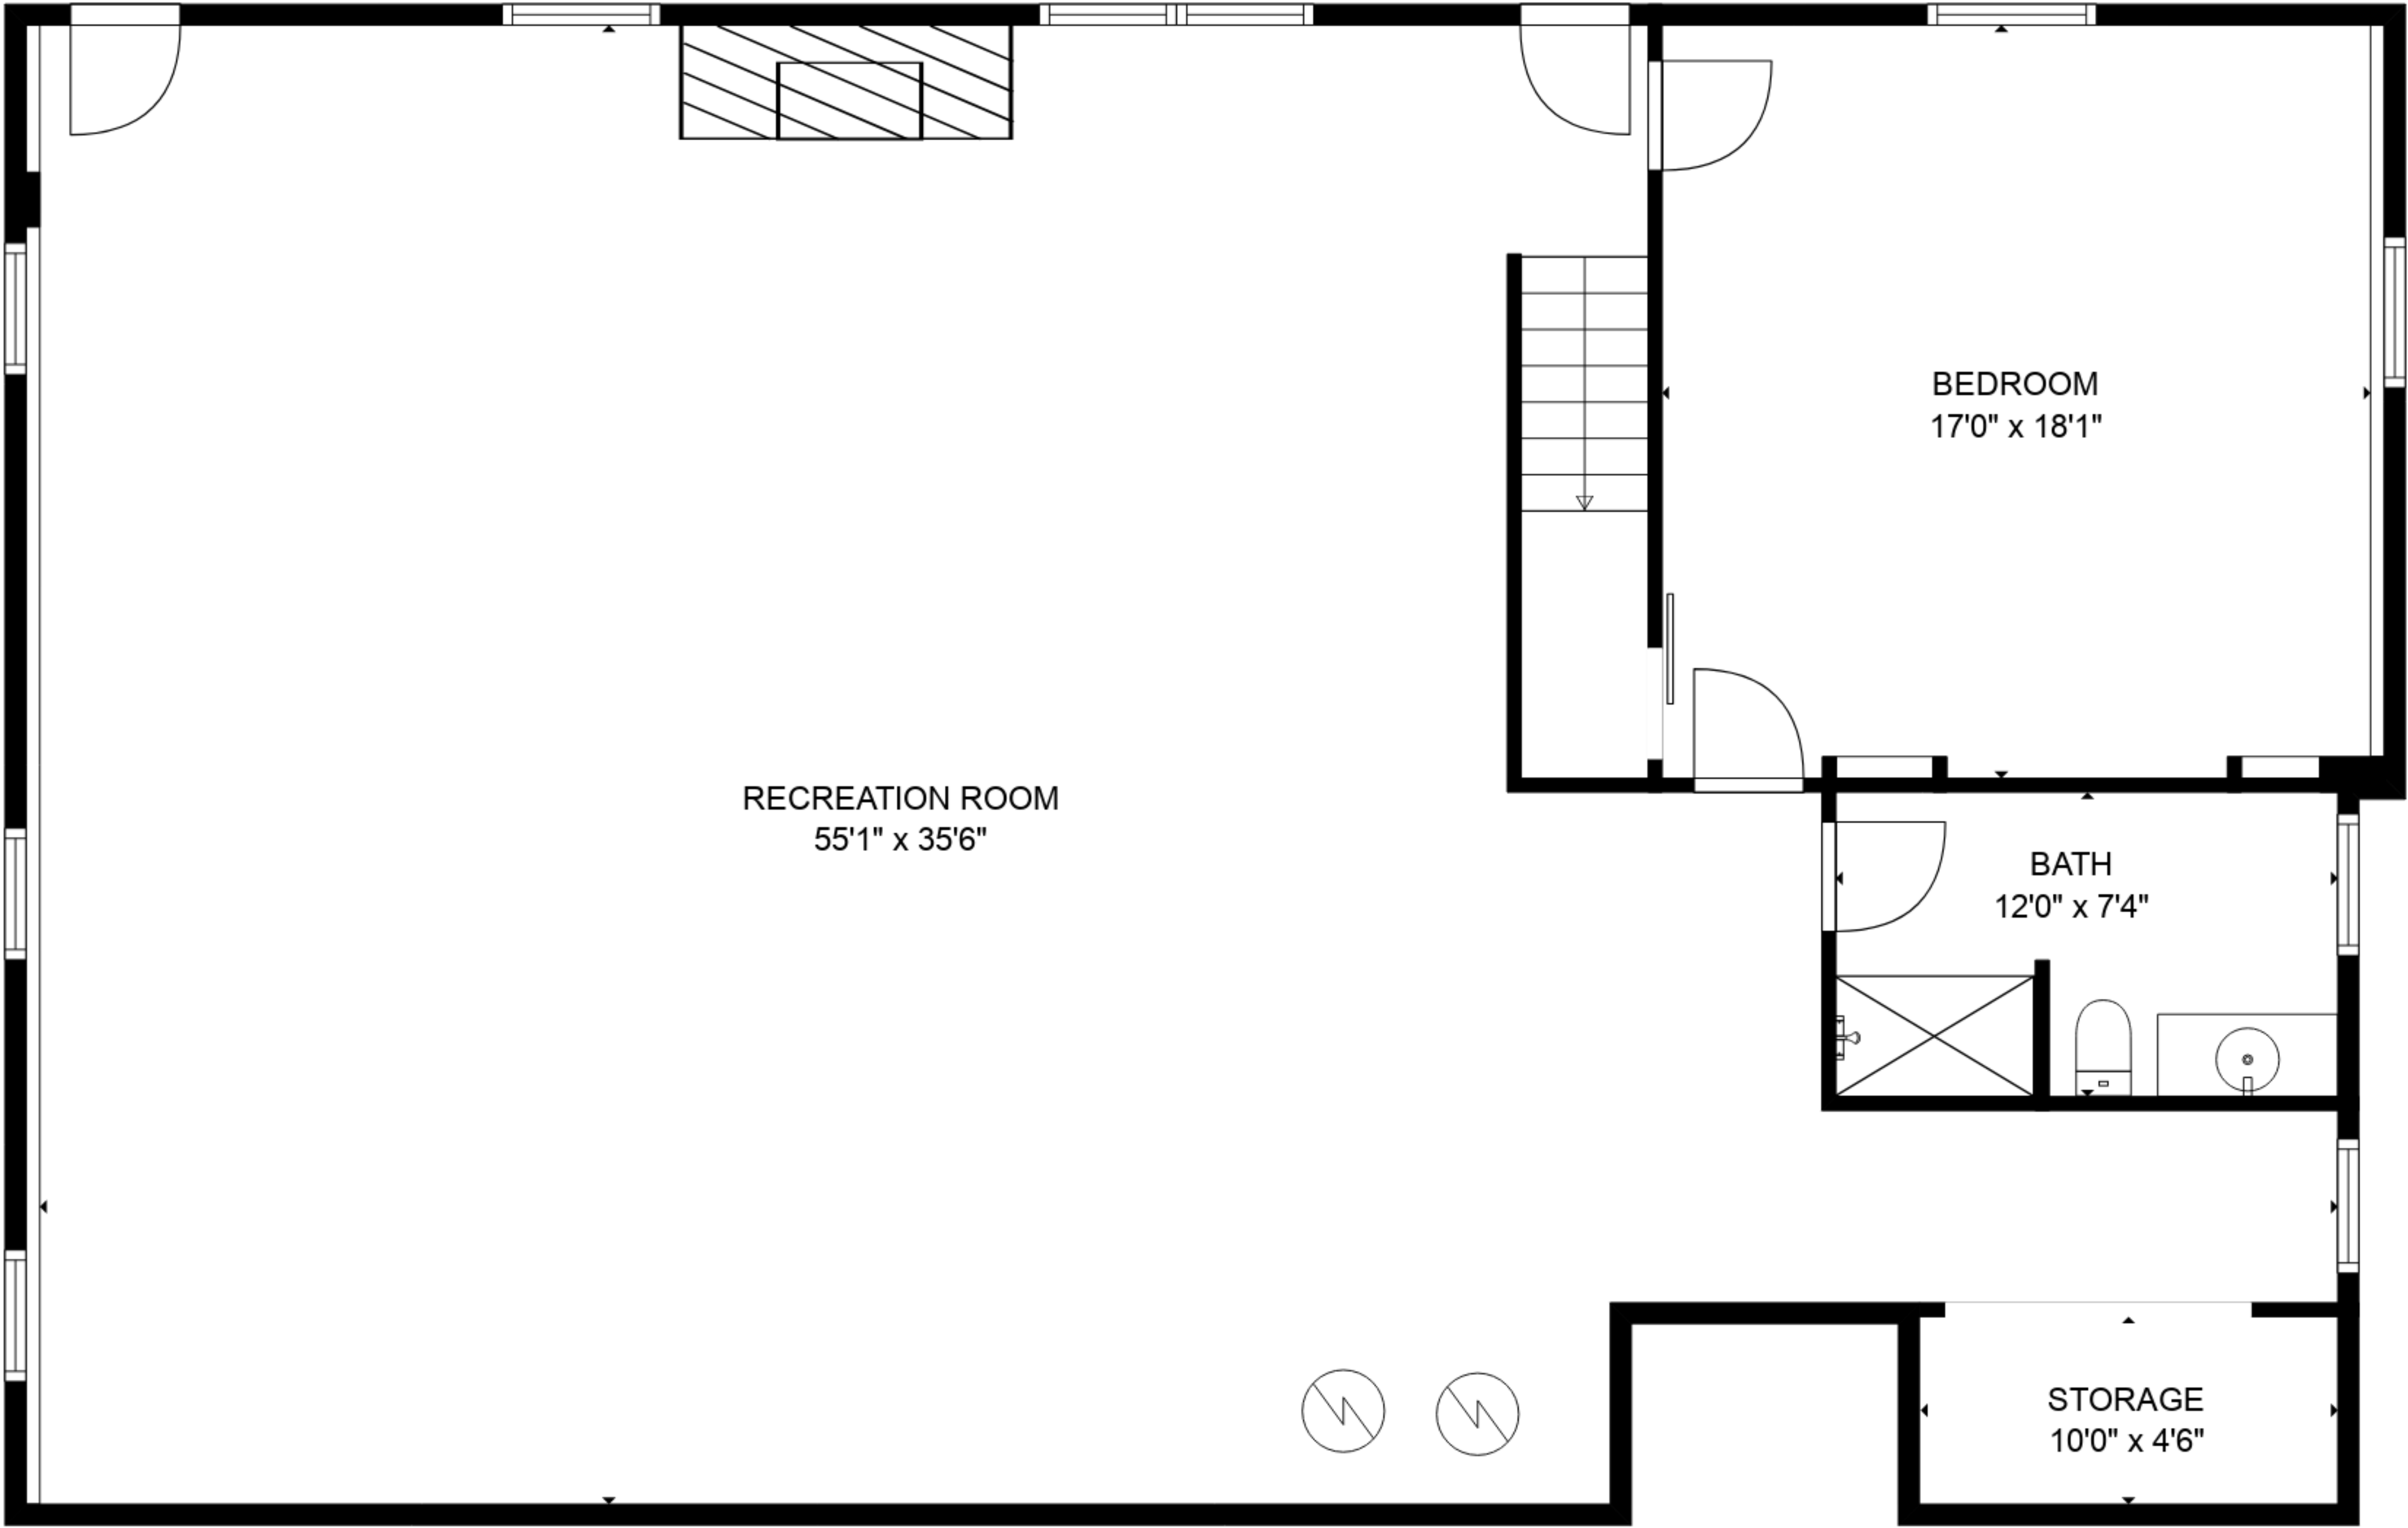 BEDROOM
17'0" x 18'1"
RECREATION ROOM
55'1" x 35'6"
BATH
12'0" x 7'4"
STORAGE
10'0" x 4'6"